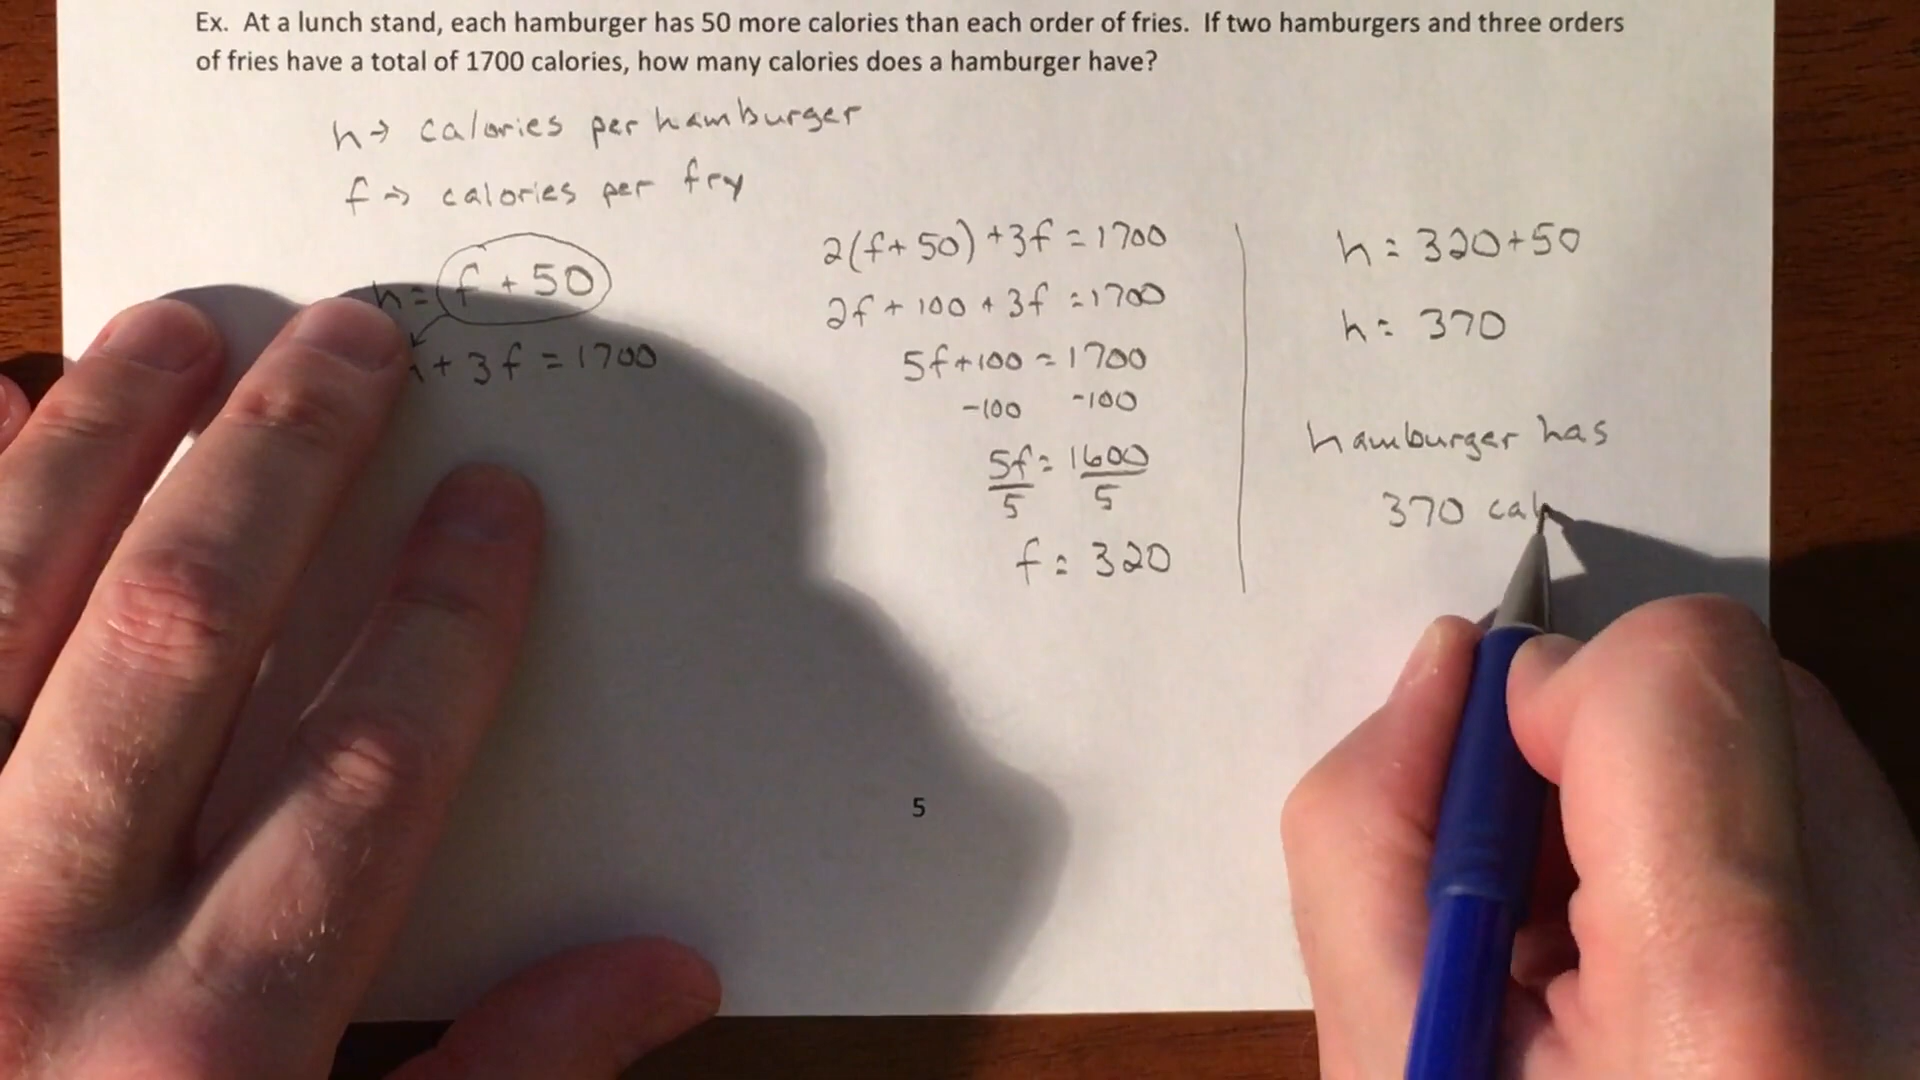 Ex. At a lunch stand, each hamburger has 50 more calories than each order of fries. If two hamburgers and three orders
of fries have a total of 1700 calories, how many calories does a hamburger have?
h → calories per hamburger
f → calories per fry
h = f + 50
+ 3f = 1700
2(f + 50) + 3f = 1700
2f + 100 + 3f = 1700
5f + 100 = 1700
-100 -100
5f = 1600
5 5
f = 320
h = 320 + 50
h = 370
hamburger has
370 cal
5